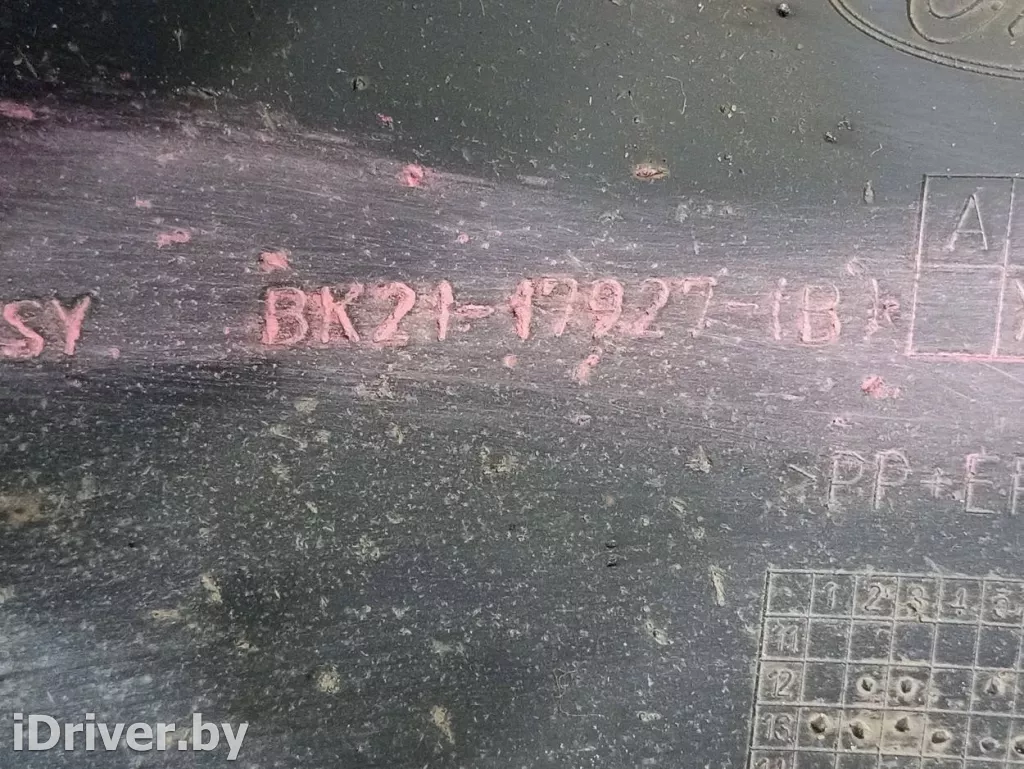 SY BK21-17927-(B)
A
>PP+E
1 2 3 4 5
11
12
13
iDriver.by